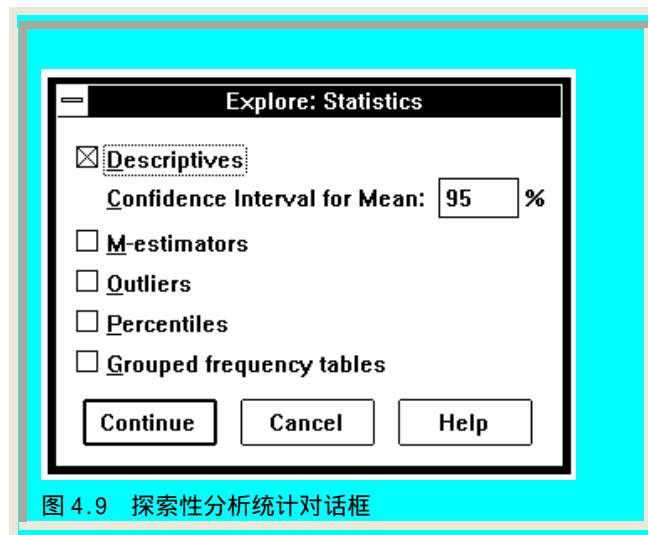 Explore: Statistics
Descriptives
Confidence Interval for Mean: 95 %
M-estimators
Outliers
Percentiles
Grouped frequency tables
Continue Cancel Help
图 4.9 探索性分析统计对话框